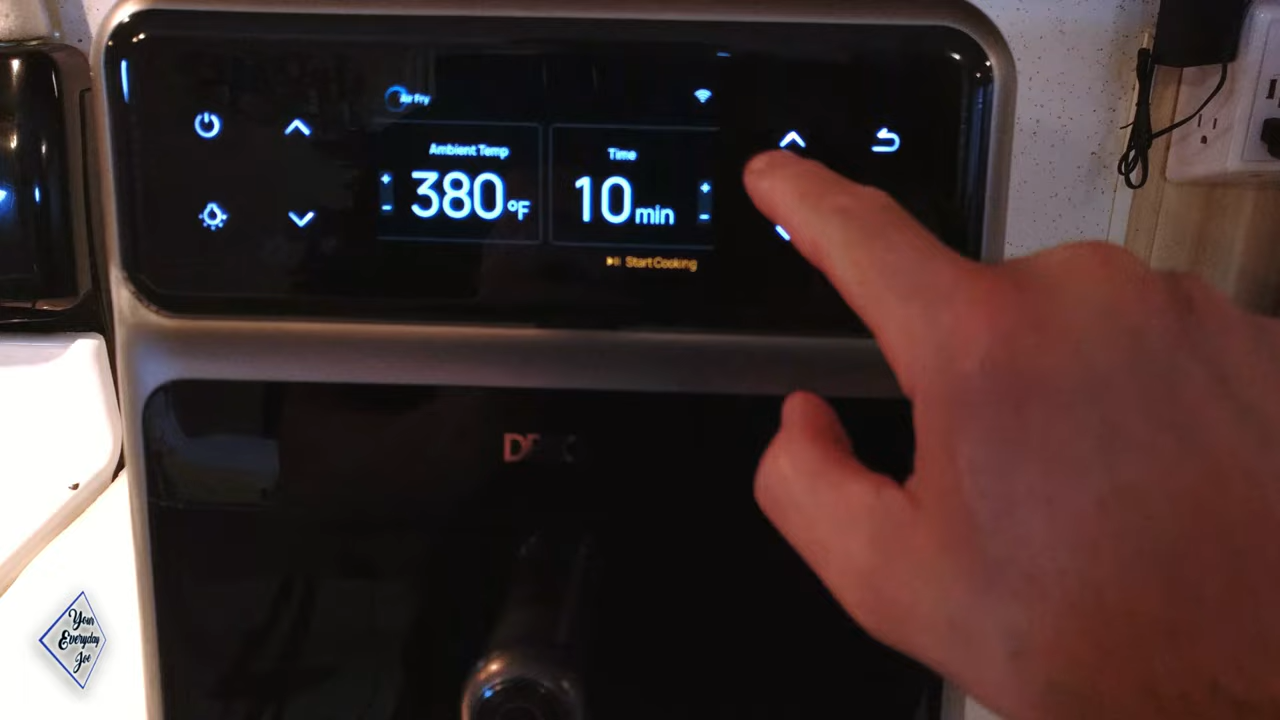 Air Fry
Ambient Temp
Time
+
380°F
10min
+
-
-
Start Cooking
Your
Everyday
Joe